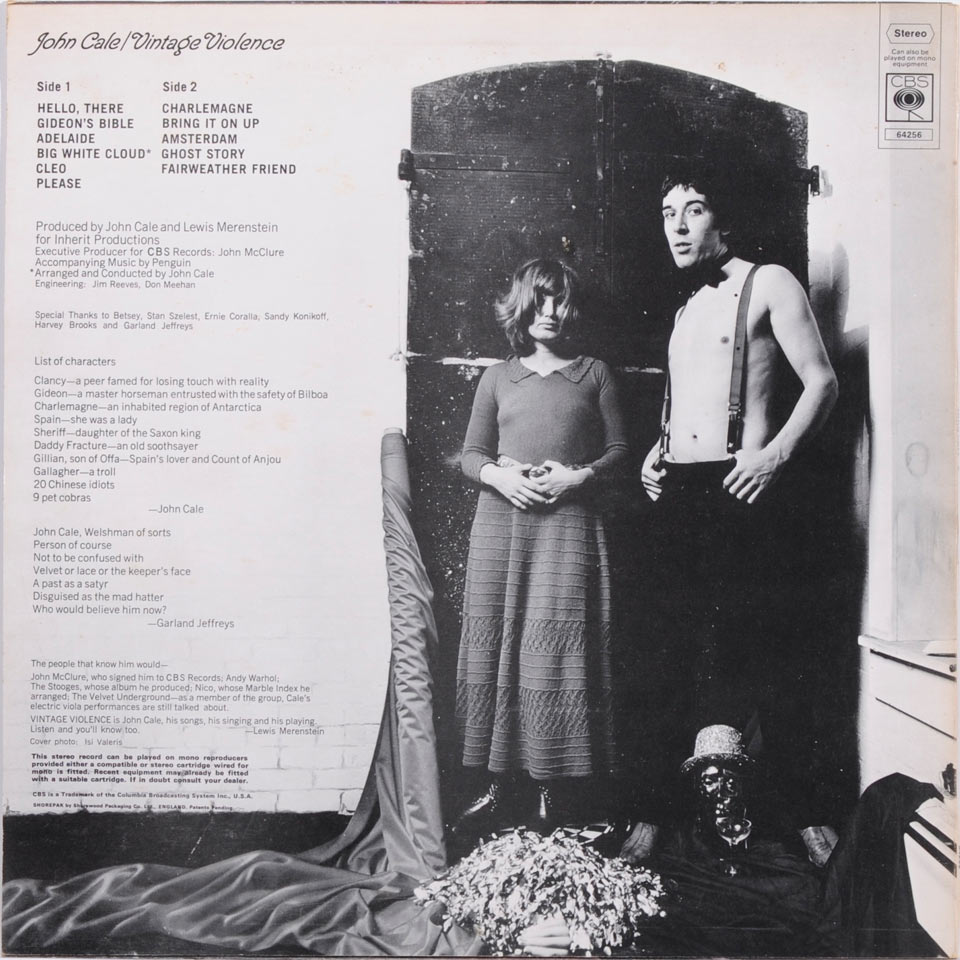 John Cale/Vintage Violence
Side 1
HELLO, THERE
GIDEON'S BIBLE
ADELAIDE
BIG WHITE CLOUD*
CLEO
PLEASE
Side 2
CHARLEMAGNE
BRING IT ON UP
AMSTERDAM
GHOST STORY
FAIRWEATHER FRIEND
Stereo
Can also be
played on mono
equipment
CBS
64256
Produced by John Cale and Lewis Merenstein
for Inherit Productions
Executive Producer for CBS Records: John McClure
Accompanying Music by Penguin
*Arranged and Conducted by John Cale
Engineering: Jim Reeves, Don Meehan
Special Thanks to Betsey, Stan Szelest, Ernie Coralla, Sandy Konikoff,
Harvey Brooks and Garland Jeffreys
List of characters
Clancy—a peer famed for losing touch with reality
Gideon—a master horseman entrusted with the safety of Bilboa
Charlemagne—an inhabited region of Antarctica
Spain—she was a lady
Sheriff—daughter of the Saxon king
Daddy Fracture—an old soothsayer
Gillian, son of Offa—Spain's lover and Count of Anjou
Gallagher—a troll
20 Chinese idiots
9 pet cobras
—John Cale
John Cale, Welshman of sorts
Person of course
Not to be confused with
Velvet or lace or the keeper's face
A past as a satyr
Disguised as the mad hatter
Who would believe him now?
—Garland Jeffreys
The people that know him would—
John McClure, who signed him to CBS Records; Andy Warhol;
The Stooges, whose album he produced; Nico, whose Marble Index he
arranged; The Velvet Underground—as a member of the group, Cale's
electric viola performances are still talked about.
VINTAGE VIOLENCE is John Cale, his songs, his singing and his playing.
Listen and you'll know too.
—Lewis Merenstein
Cover photo: Isi Valeris
This stereo record can be played on mono reproducers
provided either a compatible or stereo cartridge wired for
mono is fitted. Recent equipment may already be fitted
with a suitable cartridge. If in doubt consult your dealer.
CBS is a Trademark of the Columbia Broadcasting System Inc., U.S.A.
SHOREPAK by Shorewood Packaging Co. Ltd., ENGLAND. Patents Pending.